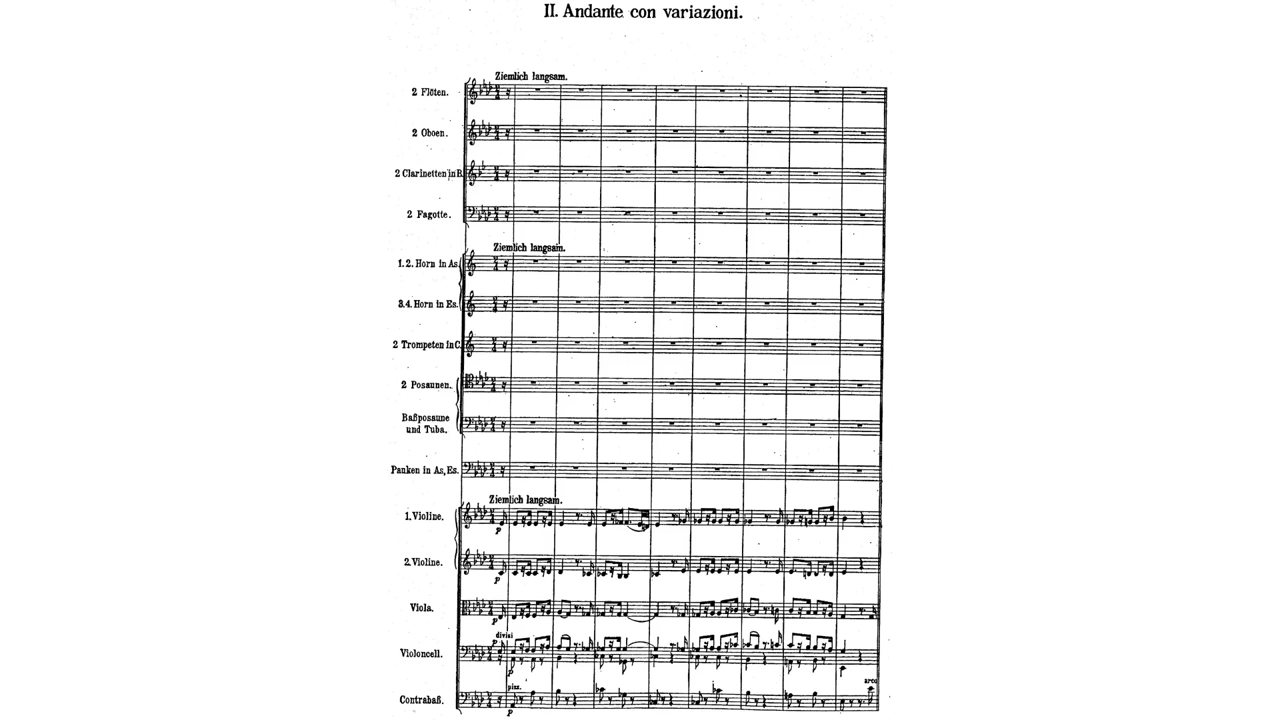 II. Andante con variazioni.
Ziemlich langsam.
2 Flöten.
2 Oboen.
2 Clarinetten in B.
2 Fagotte.
Ziemlich langsam.
1. 2. Horn in As.
3. 4. Horn in Es.
2 Trompeten in C.
2 Posaunen.
Baßposaune
und Tuba.
Pauken in As, Es.
Ziemlich langsam.
1. Violine.
p
2. Violine.
p
Viola.
p
divisi
p
Violoncell.
p
pizz.
arco
Contrabaß.
p